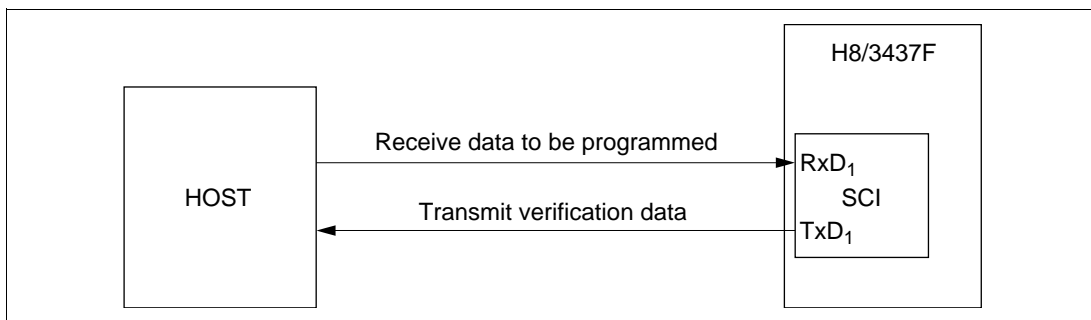 H8/3437F
Receive data to be programmed
RxD1
HOST
SCI
Transmit verification data
TxD1